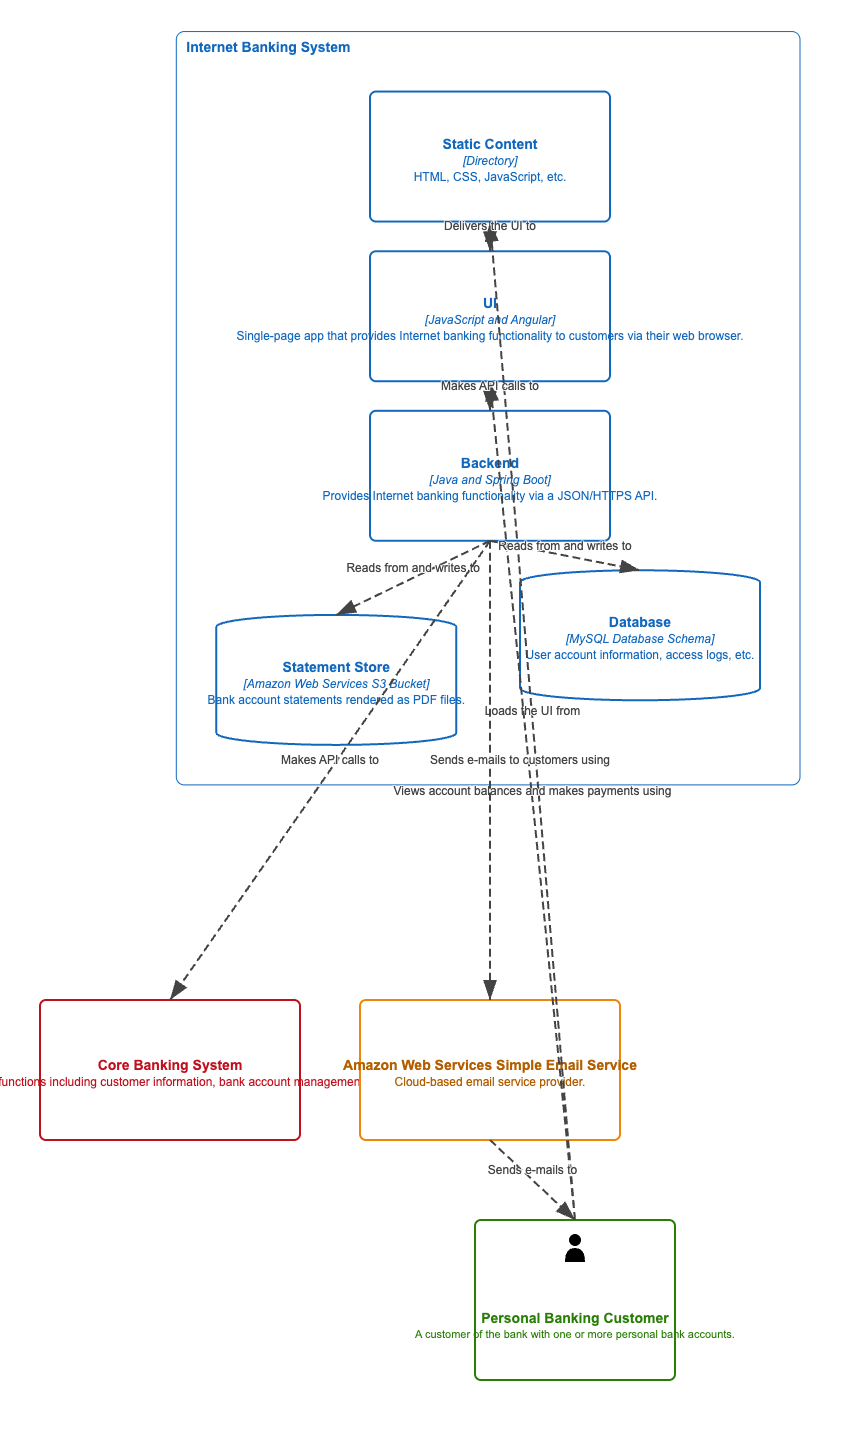 Internet Banking System
Static Content
[Directory]
HTML, CSS, JavaScript, etc.
Delivers the UI to
UI
[JavaScript and Angular]
Single-page app that provides Internet banking functionality to customers via their web browser.
Makes API calls to
Backend
[Java and Spring Boot]
Provides Internet banking functionality via a JSON/HTTPS API.
Reads from and writes to
Reads from and writes to
Database
[MySQL Database Schema]
User account information, access logs, etc.
Statement Store
[Amazon Web Services S3 Bucket]
Bank account statements rendered as PDF files.
Loads the UI from
Makes API calls to
Sends e-mails to customers using
Views account balances and makes payments using
Core Banking System
functions including customer information, bank account managemen
Amazon Web Services Simple Email Service
Cloud-based email service provider.
Sends e-mails to
Personal Banking Customer
A customer of the bank with one or more personal bank accounts.